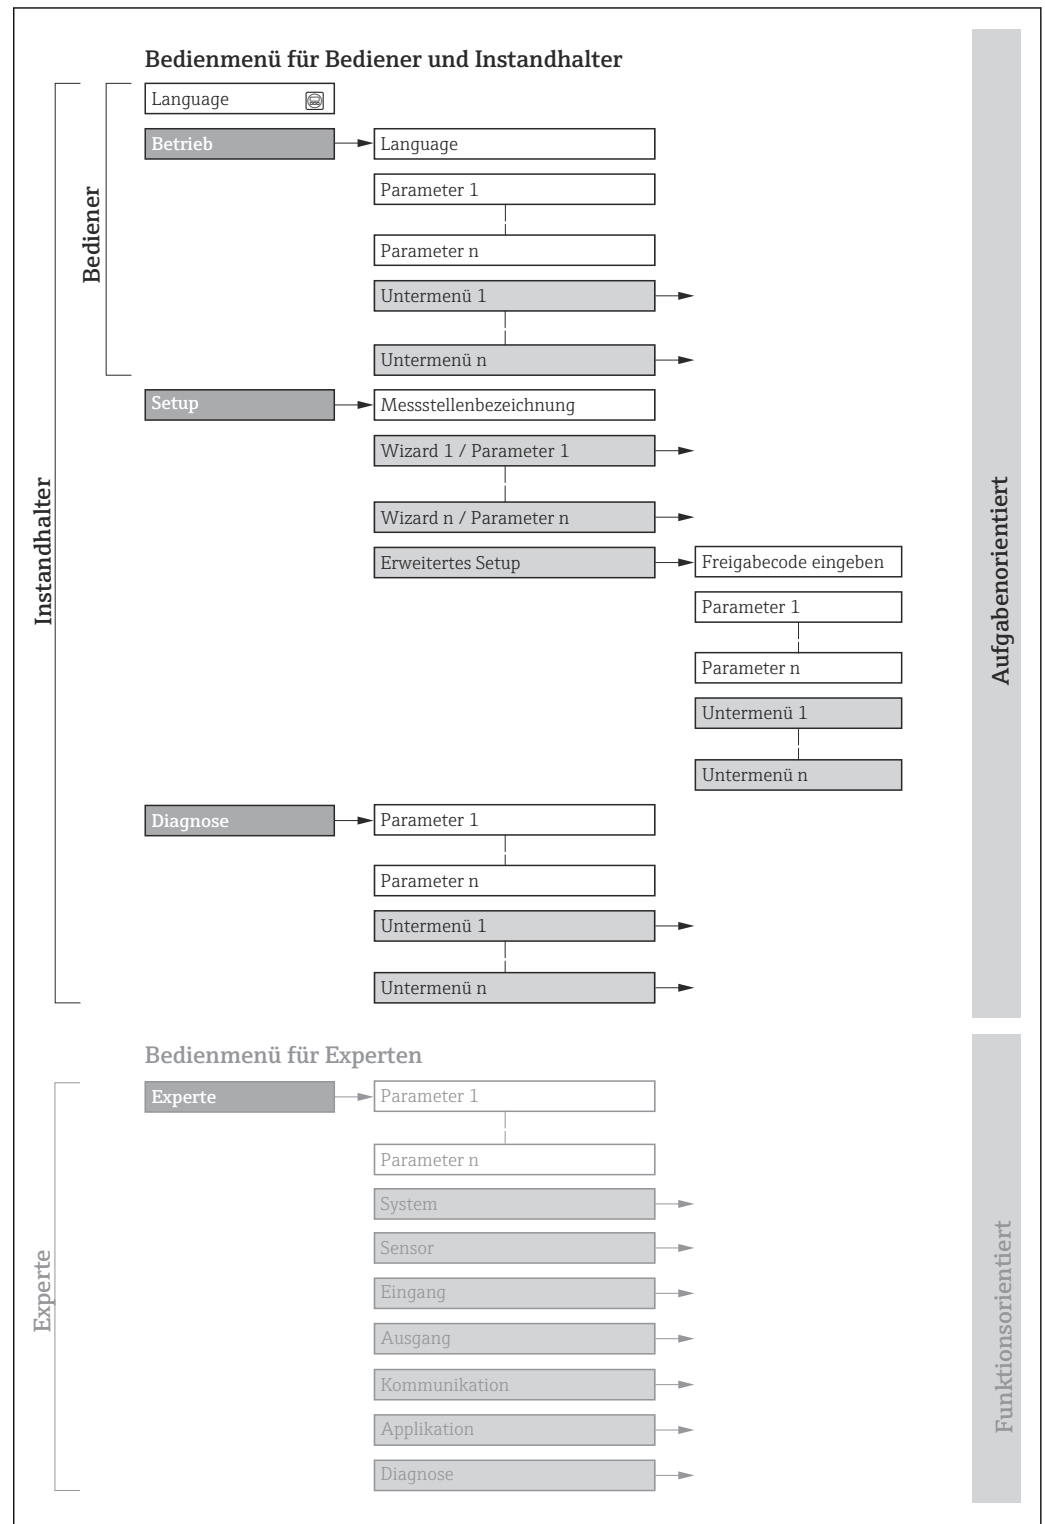 Bedienmenü für Bediener und Instandhalter
Language
Betrieb
Language
Parameter 1
Parameter n
Untermenü 1
Untermenü n
Bediener
Setup
Messstellenbezeichnung
Wizard 1 / Parameter 1
Wizard n / Parameter n
Erweitertes Setup
Freigabecode eingeben
Parameter 1
Parameter n
Untermenü 1
Untermenü n
Instandhalter
Aufgabenorientiert
Diagnose
Parameter 1
Parameter n
Untermenü 1
Untermenü n
Bedienmenü für Experten
Experte
Parameter 1
Parameter n
System
Sensor
Eingang
Ausgang
Kommunikation
Applikation
Diagnose
Experte
Funktionsorientiert